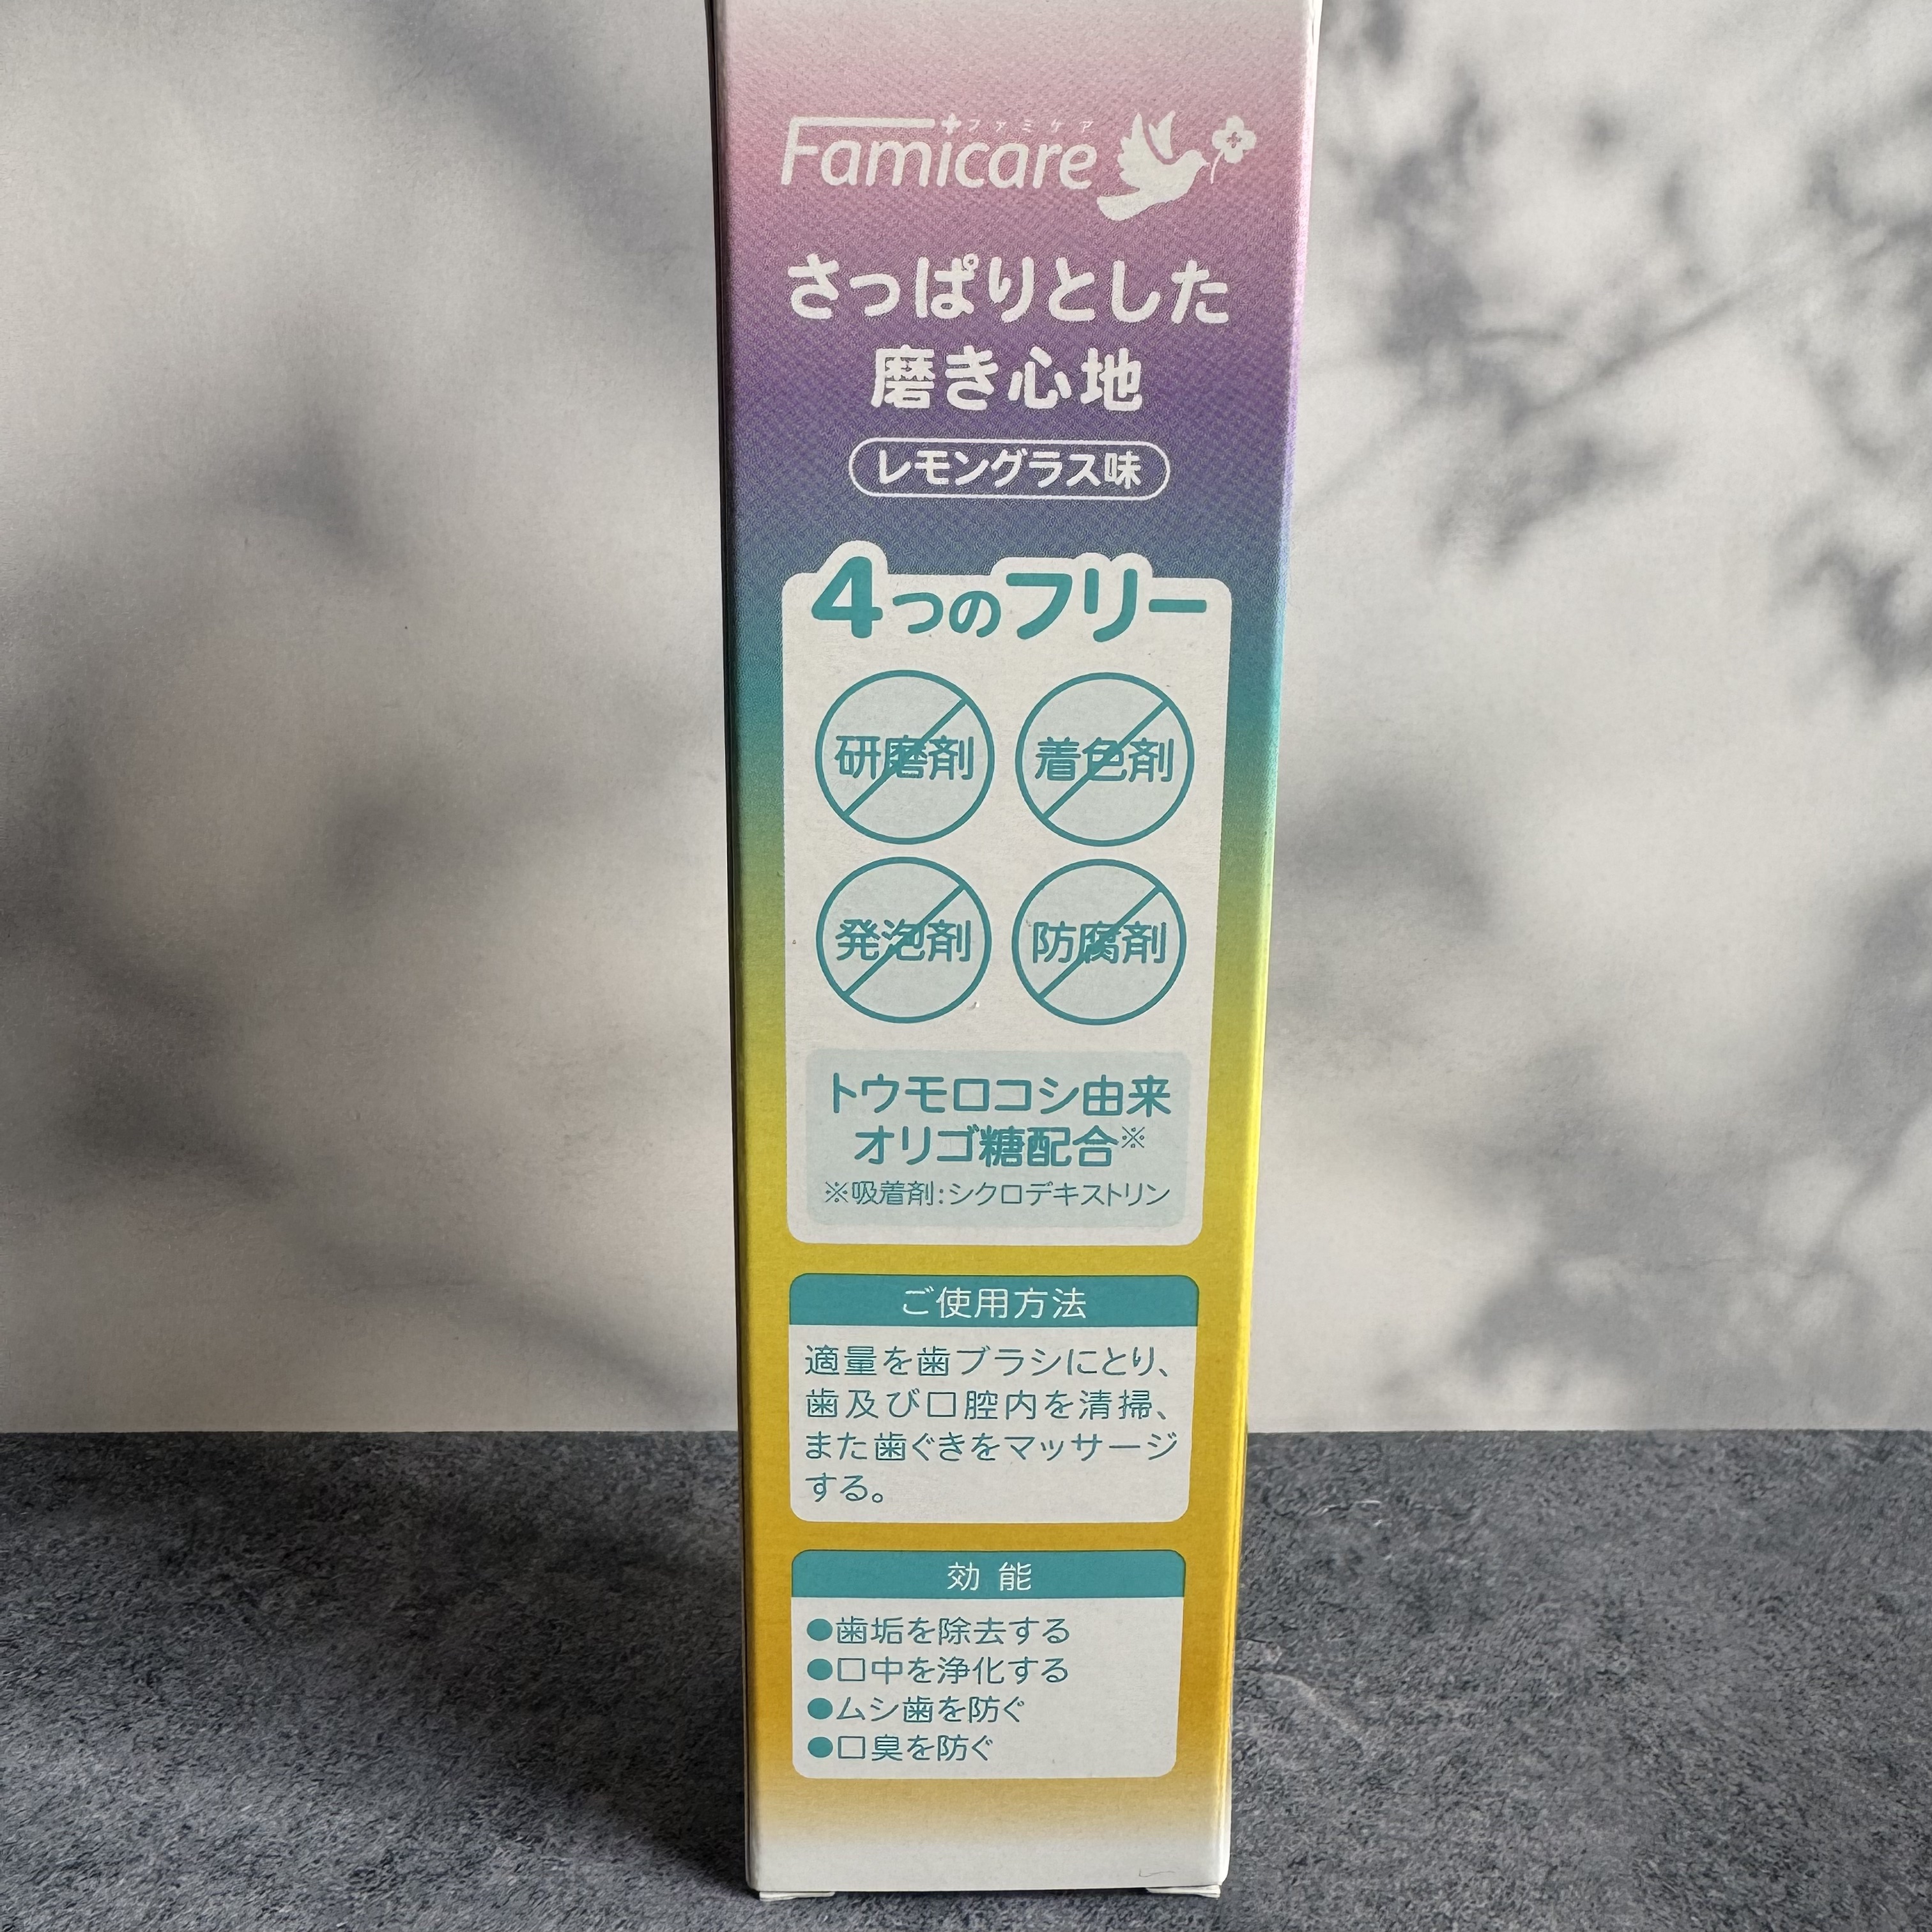 ファミケア
Famicare
さっぱりとした
磨き心地
レモングラス味
4つのフリー
研磨剤 着色剤
発泡剤 防腐剤
トウモロコシ由来
オリゴ糖配合※
※吸着剤:シクロデキストリン
ご使用方法
適量を歯ブラシにとり、
歯及び口腔内を清掃、
また歯ぐきをマッサージ
する。
効能
●歯垢を除去する
●口中を浄化する
●ムシ歯を防ぐ
●口臭を防ぐ